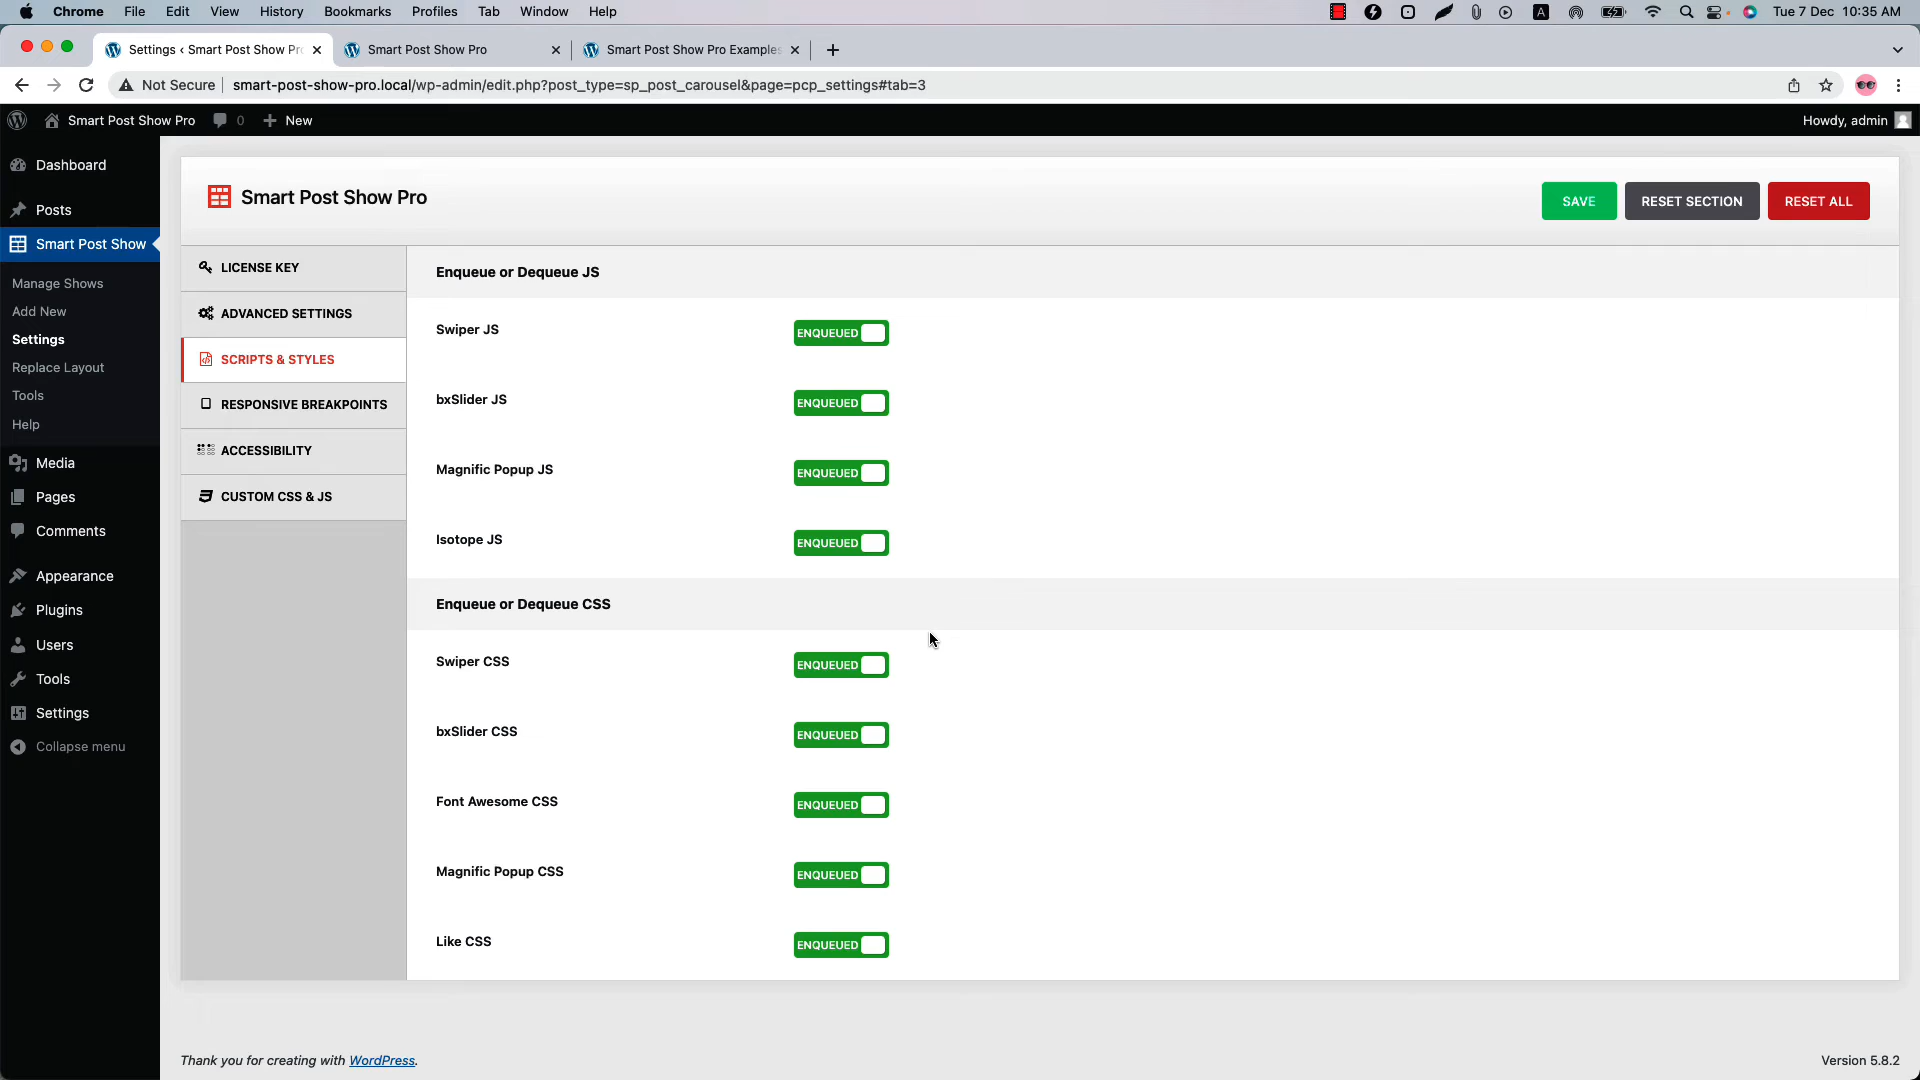 Chrome File Edit View History Bookmarks Profiles Tab Window Help
A
Tue 7 Dec 10:35 AM
Settings ‹ Smart Post Show Pr
Smart Post Show Pro
Smart Post Show Pro Examples
Not Secure
smart-post-show-pro.local/wp-admin/edit.php?post_type=sp_post_carousel&page=pcp_settings#tab=3
Smart Post Show Pro 0 New
Howdy, admin
Dashboard
Posts
Smart Post Show
Manage Shows
Add New
Settings
Replace Layout
Tools
Help
Media
Pages
Comments
Appearance
Plugins
Users
Tools
Settings
Collapse menu
Smart Post Show Pro
SAVE
RESET SECTION
RESET ALL
LICENSE KEY
ADVANCED SETTINGS
SCRIPTS & STYLES
RESPONSIVE BREAKPOINTS
ACCESSIBILITY
CUSTOM CSS & JS
Enqueue or Dequeue JS
Swiper JS ENQUEUED
bxSlider JS ENQUEUED
Magnific Popup JS ENQUEUED
Isotope JS ENQUEUED
Enqueue or Dequeue CSS
Swiper CSS ENQUEUED
bxSlider CSS ENQUEUED
Font Awesome CSS ENQUEUED
Magnific Popup CSS ENQUEUED
Like CSS ENQUEUED
Thank you for creating with WordPress.
Version 5.8.2